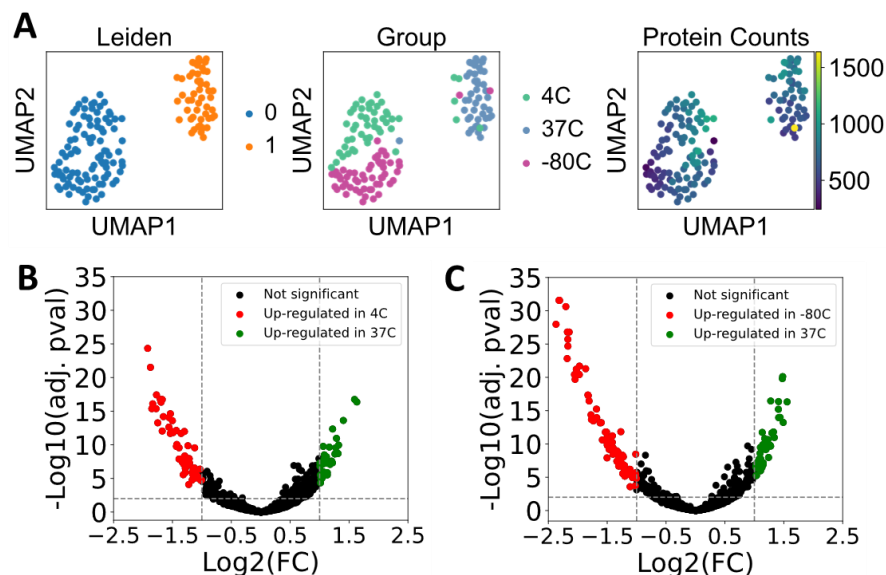 A
Leiden
UMAP2
UMAP1
0
1
Group
UMAP2
UMAP1
4C
37C
-80C
Protein Counts
UMAP2
UMAP1
1500
1000
500
B
-Log10(adj. pval)
35
30
25
20
15
10
5
0
Not significant
Up-regulated in 4C
Up-regulated in 37C
−2.5 −1.5 −0.5 0.5 1.5 2.5
Log2(FC)
C
-Log10(adj. pval)
35
30
25
20
15
10
5
0
Not significant
Up-regulated in -80C
Up-regulated in 37C
−2.5 −1.5 −0.5 0.5 1.5 2.5
Log2(FC)